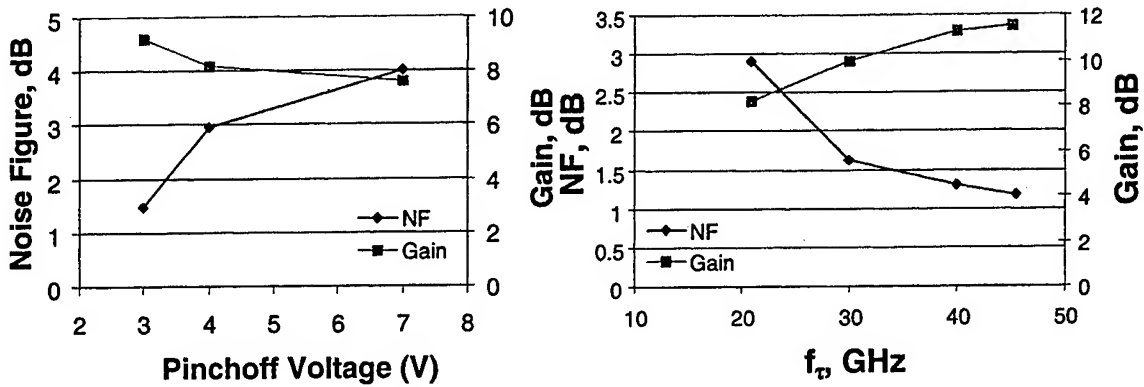 5
4
3
2
1
0
Noise Figure, dB
10
8
6
4
2
0
Gain, dB
NF
Gain
2 3 4 5 6 7 8
Pinchoff Voltage (V)
3.5
3
2.5
2
1.5
1
0.5
0
NF, dB
12
10
8
6
4
2
0
Gain, dB
NF
Gain
10 20 30 40 50
fτ, GHz